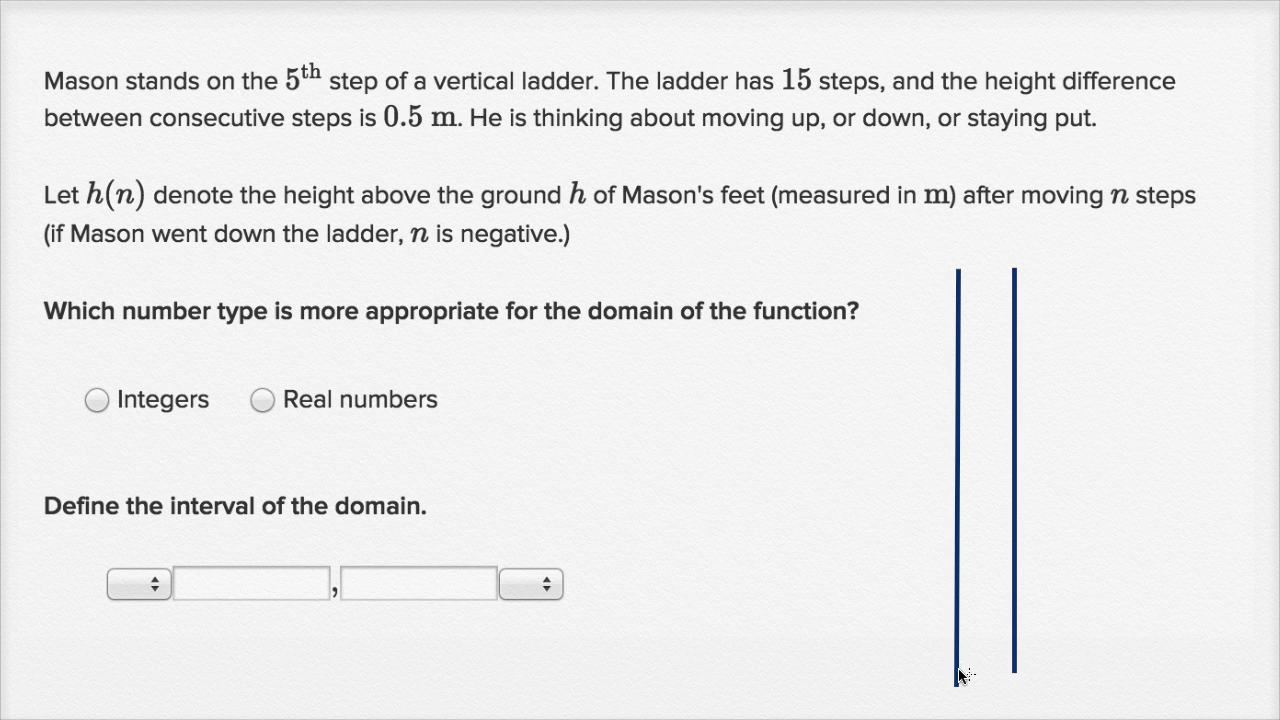 Mason stands on the 5th step of a vertical ladder. The ladder has 15 steps, and the height difference
between consecutive steps is 0.5 m. He is thinking about moving up, or down, or staying put.
Let h(n) denote the height above the ground h of Mason's feet (measured in m) after moving n steps
(if Mason went down the ladder, n is negative.)
Which number type is more appropriate for the domain of the function?
Integers Real numbers
Define the interval of the domain.
,